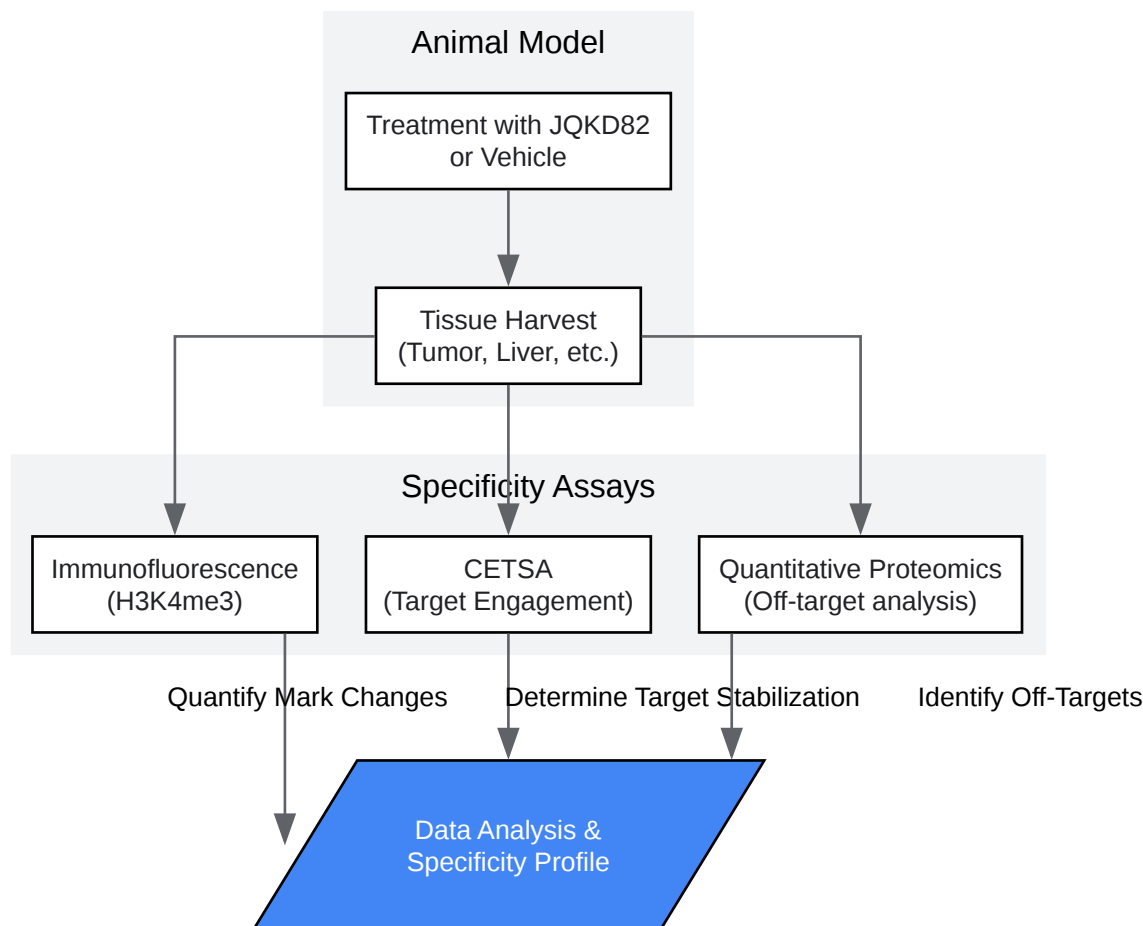 Animal Model
Treatment with JQKD82
or Vehicle
Tissue Harvest
(Tumor, Liver, etc.)
Specificity Assays
Immunofluorescence
(H3K4me3)
CETSA
(Target Engagement)
Quantitative Proteomics
(Off-target analysis)
Quantify Mark Changes
Determine Target Stabilization
Identify Off-Targets
Data Analysis &
Specificity Profile